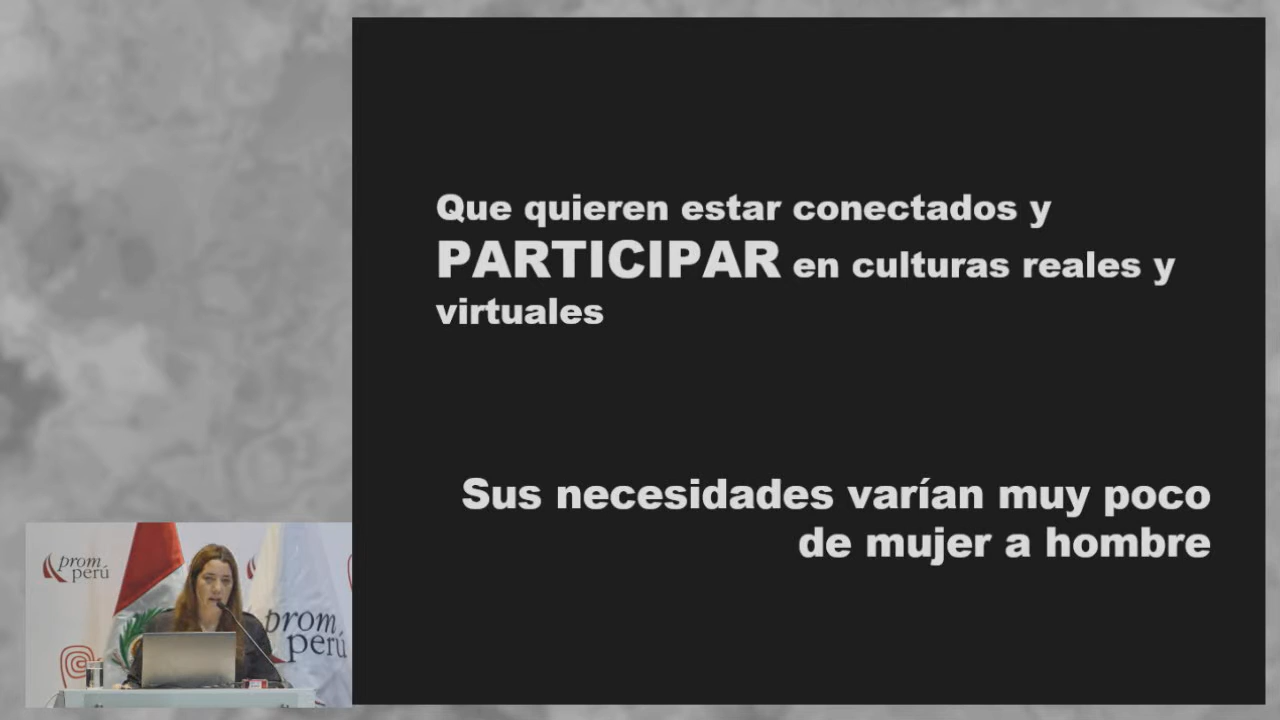 Que quieren estar conectados y
PARTICIPAR en culturas reales y
virtuales
Sus necesidades varían muy poco
de mujer a hombre
prom
perú
prom
perú